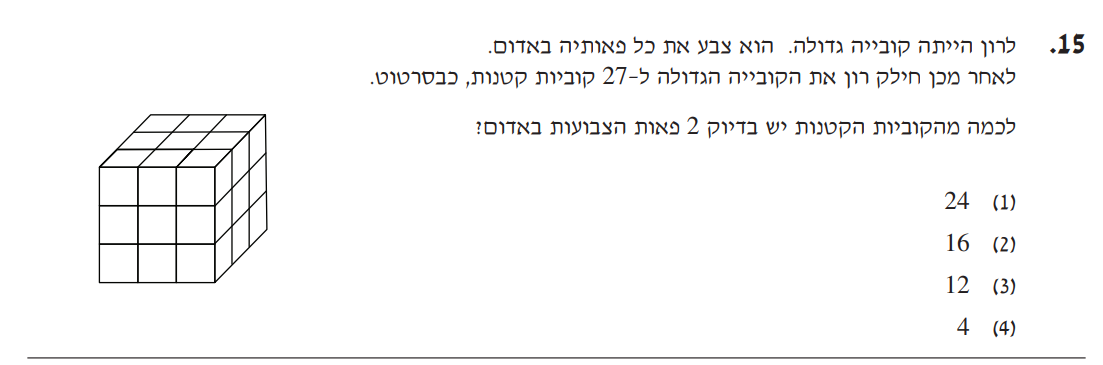 15. לרון הייתה קובייה גדולה. הוא צבע את כל פאותיה באדום.
לאחר מכן חילק רון את הקובייה הגדולה ל-27 קוביות קטנות, כבסרטוט.
לכמה מהקוביות הקטנות יש בדיוק 2 פאות הצבועות באדום?
(1) 24
(2) 16
(3) 12
(4) 4